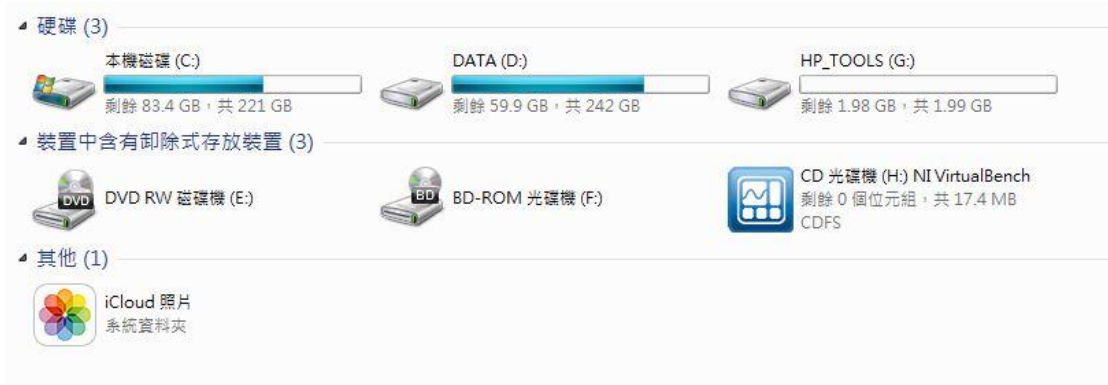 硬碟 (3)
本機磁碟 (C:)
剩餘 83.4 GB，共 221 GB
DATA (D:)
剩餘 59.9 GB，共 242 GB
HP_TOOLS (G:)
剩餘 1.98 GB，共 1.99 GB
裝置中含有卸除式存放裝置 (3)
DVD
DVD RW 磁碟機 (E:)
BD
BD-ROM 光碟機 (F:)
CD 光碟機 (H:) NI VirtualBench
剩餘 0 個位元組，共 17.4 MB
CDFS
其他 (1)
iCloud 照片
系統資料夾